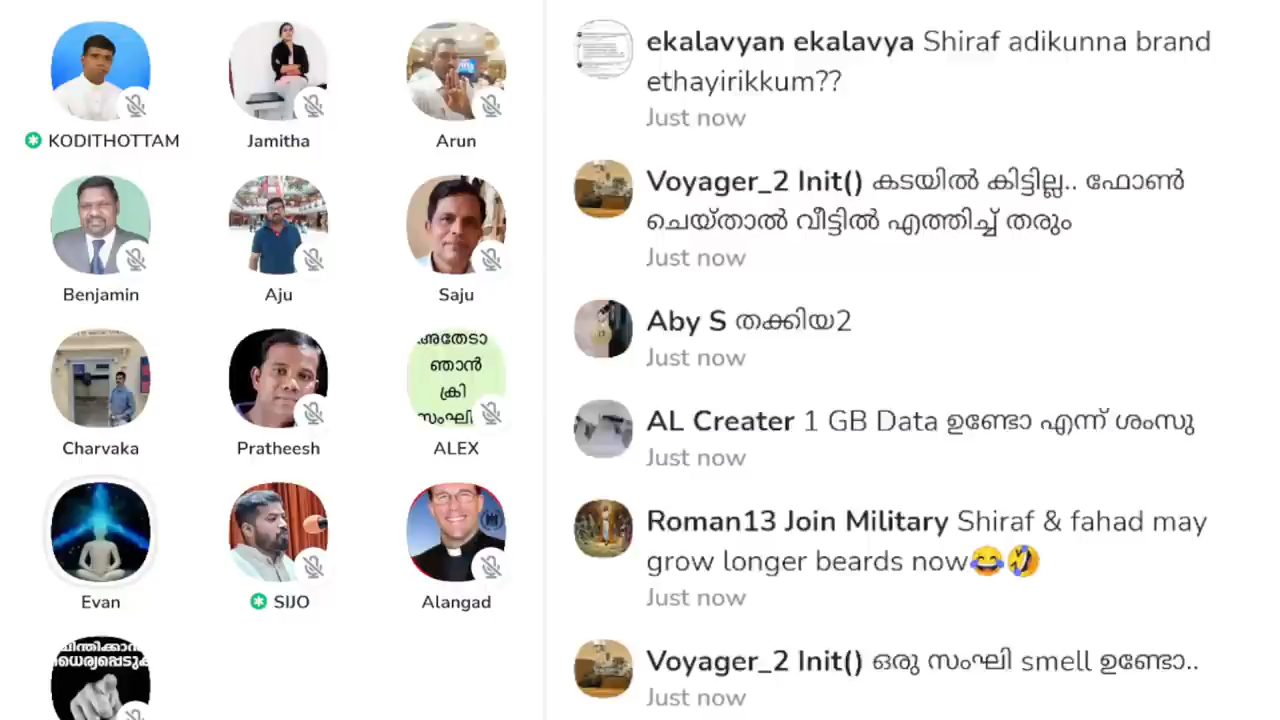 KODITHOTTAM
Jamitha
Arun
Benjamin
Aju
Saju
അതേടാ
ഞാൻ
ക്രി
സംഘി
Charvaka
Pratheesh
ALEX
Evan
SIJO
Alangad
ചിന്തിക്കാൻ
ധൈര്യപ്പെടുക
ekalavyan ekalavya Shiraf adikunna brand
ethayirikkum??
Just now
Voyager_2 Init() കടയിൽ കിട്ടില്ല.. ഫോൺ
ചെയ്താൽ വീട്ടിൽ എത്തിച്ച് തരും
Just now
Aby S തക്കിയ2
Just now
AL Creater 1 GB Data ഉണ്ടോ എന്ന് ശംസു
Just now
Roman13 Join Military Shiraf & fahad may
grow longer beards now😂🤣
Just now
Voyager_2 Init() ഒരു സംഘി smell ഉണ്ടോ..
Just now